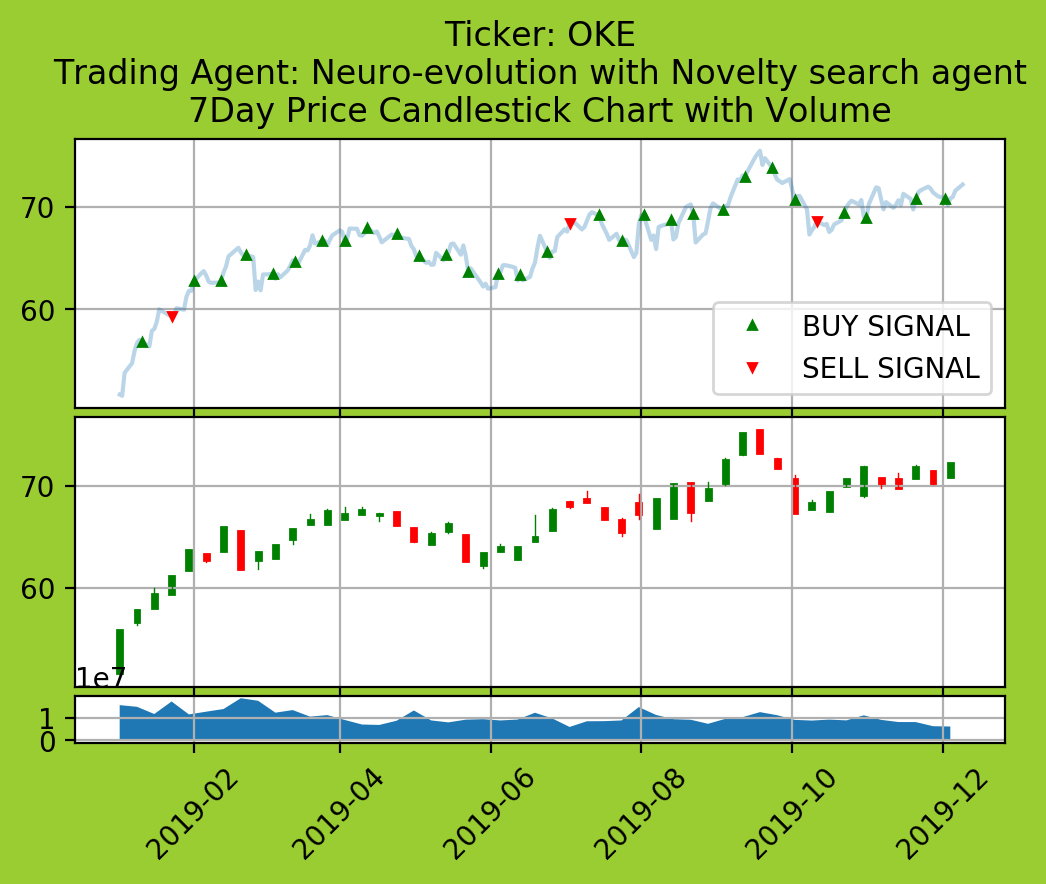 Ticker: OKE
Trading Agent: Neuro-evolution with Novelty search agent
7Day Price Candlestick Chart with Volume
70
60
BUY SIGNAL
SELL SIGNAL
70
60
1e7
1
0
2019-02
2019-04
2019-06
2019-08
2019-10
2019-12